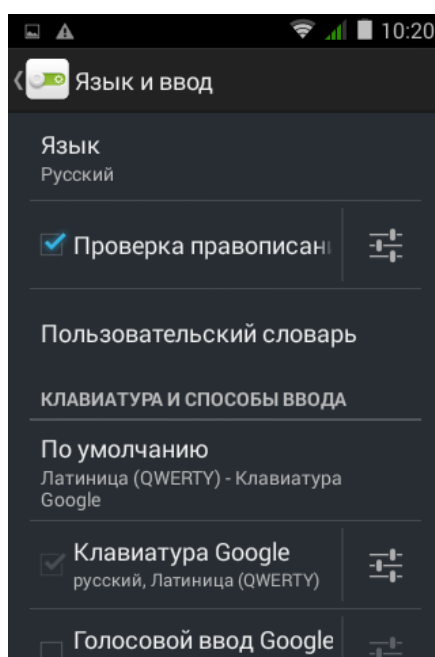 10:20
Язык и ввод
Язык
Русский
Проверка правописани
Пользовательский словарь
КЛАВИАТУРА И СПОСОБЫ ВВОДА
По умолчанию
Латиница (QWERTY) - Клавиатура
Google
Клавиатура Google
русский, Латиница (QWERTY)
Голосовой ввод Google